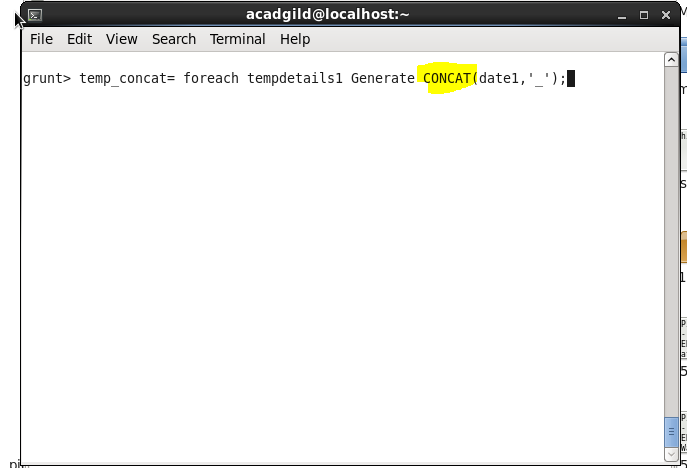 acadgild@localhost:~
File Edit View Search Terminal Help
grunt> temp_concat= foreach tempdetails1 Generate CONCAT(date1,'_');